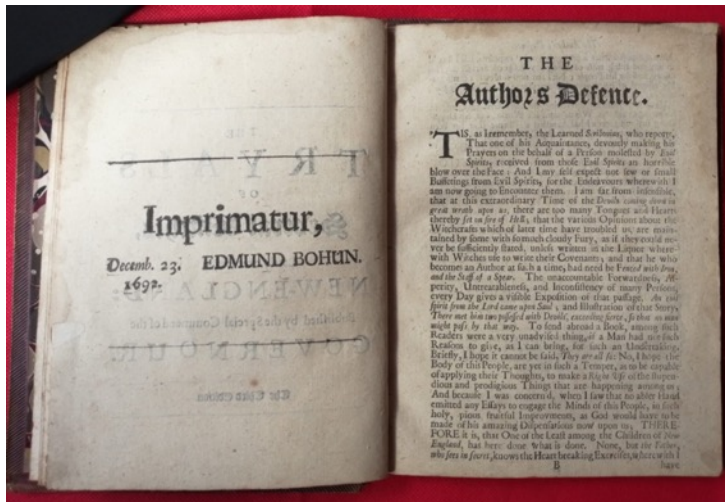 Imprimatur,
Decemb. 23. EDMUND BOHUN.
1692.
THE
Authors Defence.
'TIS, as I remember, the Learned Scribonius, who reports,
That one of his Acquaintance, devoutly making his
Prayers on the behalf of a Person molested by Evil
Spirits, received from those Evil Spirits an horrible
blow over the Face: And I my self expect not few or small
Buffetings from Evil Spirits, for the Endeavours wherewith I
am now going to Encounter them. I am far from insensible,
that at this extraordinary Time of the Devils coming down in
great wrath upon us, there are too many Tongues and Hearts
thereby set on fire of Hell; that the various Opinions about the
Witchcrafts which of later time have troubled us, are main-
tained by some with so much cloudy Fury, as if they could ne-
ver be sufficiently stated, unless written in the Liquor where-
with Witches use to write their Covenants; and that he who
becomes an Author at such a time, had need be Fenced with Iron,
and the Staff of a Spear. The unaccountable Forwardness, As-
perity, Untreatableness, and Inconsistency of many Persons,
every Day gives a visible Exposition of that passage, An evil
spirit from the Lord came upon Saul; and Illustration of that Story,
There met him two possessed with Devils, exceeding fierce, so that no man
might pass by that way. To send abroad a Book, among such
Readers were a very unadvised thing, if a Man had not such
Reasons to give, as I can bring, for such an Undertaking.
Briefly, I hope it cannot be said, They are all so: No, I hope the
Body of this People, are yet in such a Temper, as to be capable
of applying their Thoughts, to make a Right Use of the stupen-
dous and prodigious Things that are happening among us;
And because I was concern'd, when I saw that no abler Hand
emitted any Essays to engage the Minds of this People, in such
holy, pious, fruitful Improvments, as God would have to be
made of his amazing Dispensations now upon us, THERE-
FORE it is, that One of the Least among the Children of New
England, has here done what is done. None, but the Father,
who sees in secret, knows the Heart breaking Exercises, wherewith I
B have